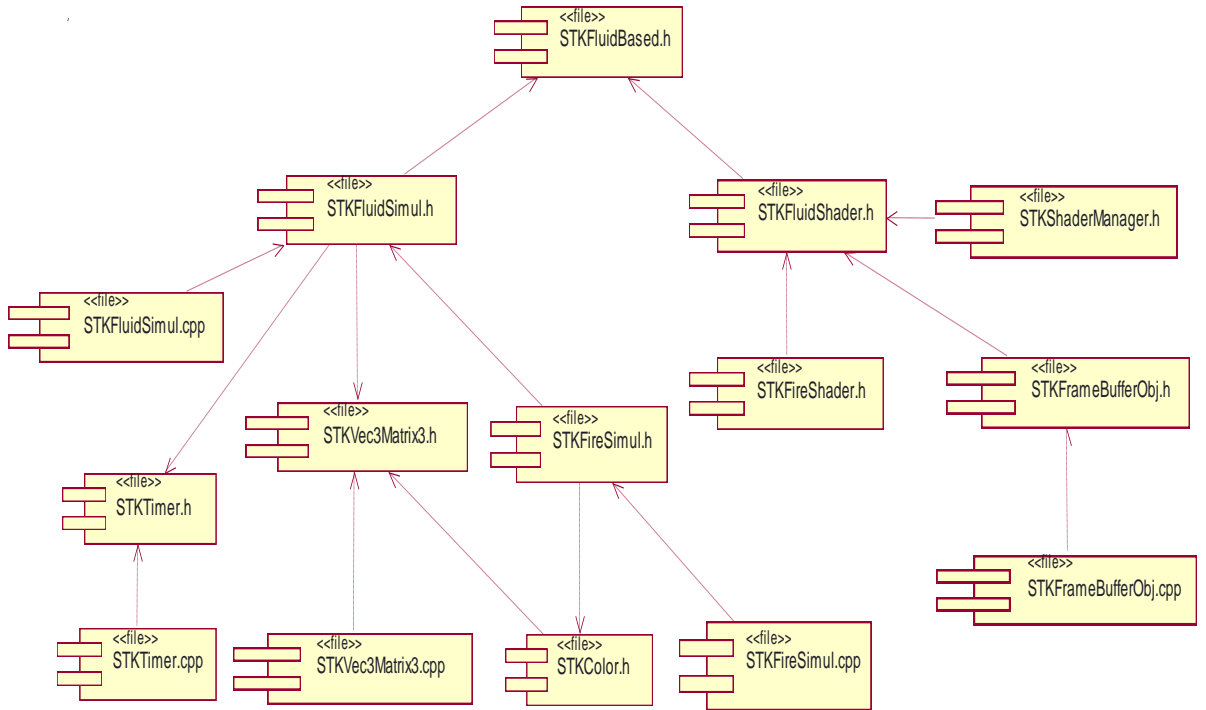 <<file>>
STKFluidBased.h
<<file>>
STKFluidSimul.h
<<file>>
STKFluidShader.h
<<file>>
STKShaderManager.h
<<file>>
STKFluidSimul.cpp
<<file>>
STKFireShader.h
<<file>>
STKFrameBufferObj.h
<<file>>
STKVec3Matrix3.h
<<file>>
STKFireSimul.h
<<file>>
STKTimer.h
<<file>>
STKFrameBufferObj.cpp
<<file>>
STKTimer.cpp
<<file>>
STKVec3Matrix3.cpp
<<file>>
STKColor.h
<<file>>
STKFireSimul.cpp